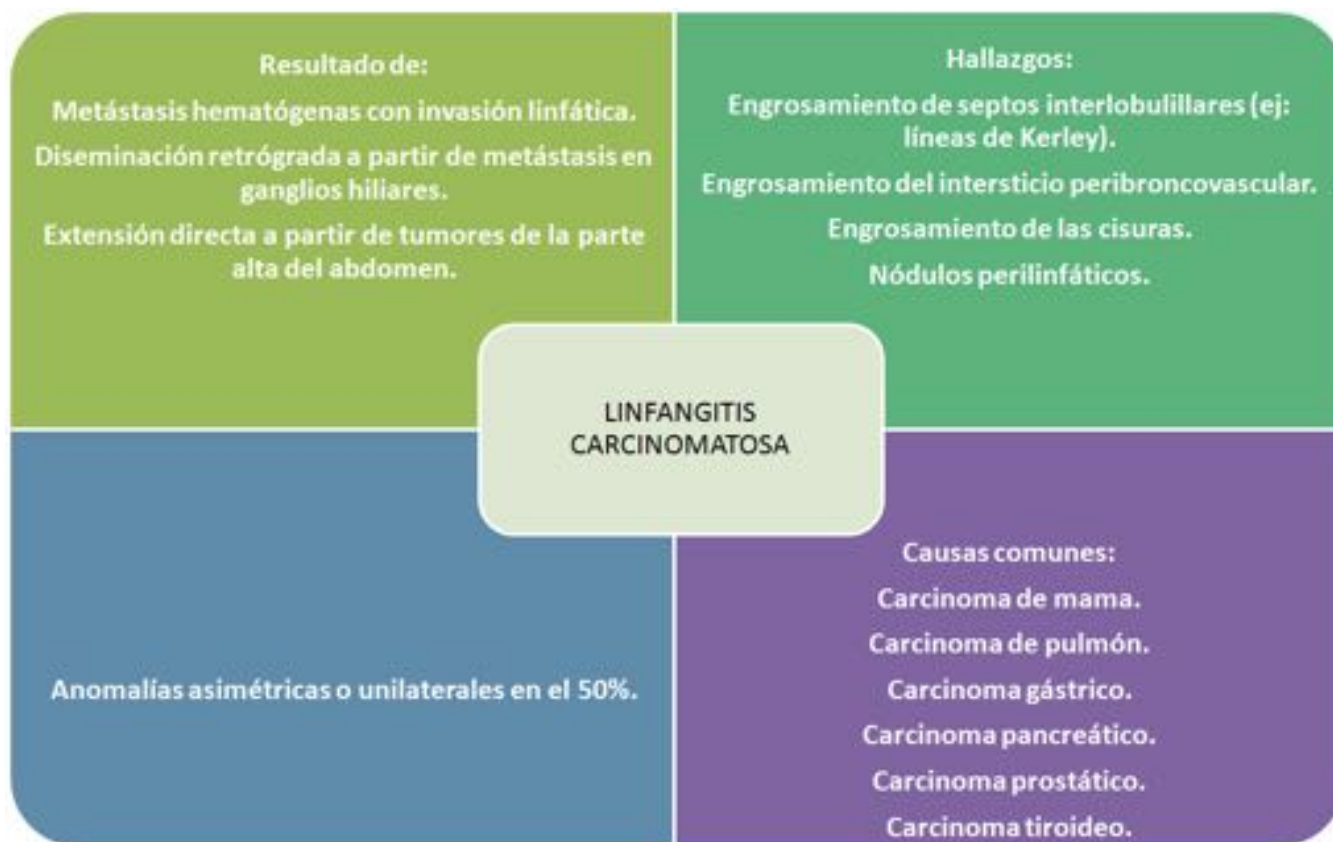 Resultado de:
Metástasis hematógenas con invasión linfática.
Diseminación retrógrada a partir de metástasis en
ganglios hiliares.
Extensión directa a partir de tumores de la parte
alta del abdomen.
Hallazgos:
Engrosamiento de septos interlobulillares (ej:
líneas de Kerley).
Engrosamiento del intersticio peribroncovascular.
Engrosamiento de las cisuras.
Nódulos perilinfáticos.
LINFANGITIS
CARCINOMATOSA
Anomalías asimétricas o unilaterales en el 50%.
Causas comunes:
Carcinoma de mama.
Carcinoma de pulmón.
Carcinoma gástrico.
Carcinoma pancreático.
Carcinoma prostático.
Carcinoma tiroideo.